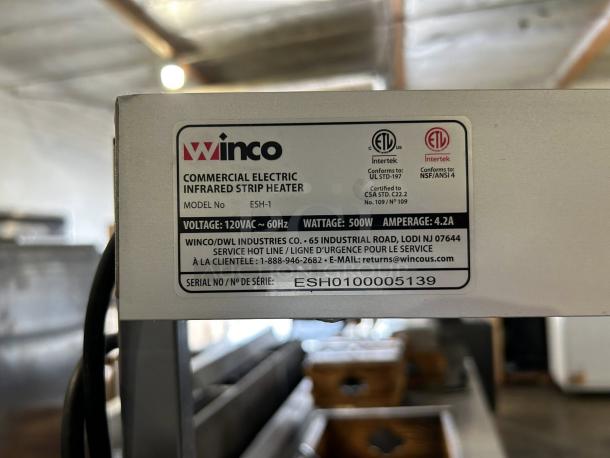 Winco
COMMERCIAL ELECTRIC
INFRARED STRIP HEATER
MODEL No ESH-1
C ETL US
Intertek
Conforms to:
UL STD-197
Certified to
CSA STD. C22.2
No. 109 / N° 109
ETL
Intertek
Conforms to:
NSF/ANSI 4
VOLTAGE: 120VAC ~ 60Hz WATTAGE: 500W AMPERAGE: 4.2A
WINCO/DWL INDUSTRIES CO. • 65 INDUSTRIAL ROAD, LODI NJ 07644
SERVICE HOT LINE / LIGNE D'URGENCE POUR LE SERVICE
À LA CLIENTELE : 1-888-946-2682 • E-MAIL: returns@wincous.com
SERIAL NO / N° DE SÉRIE: ESH0100005139